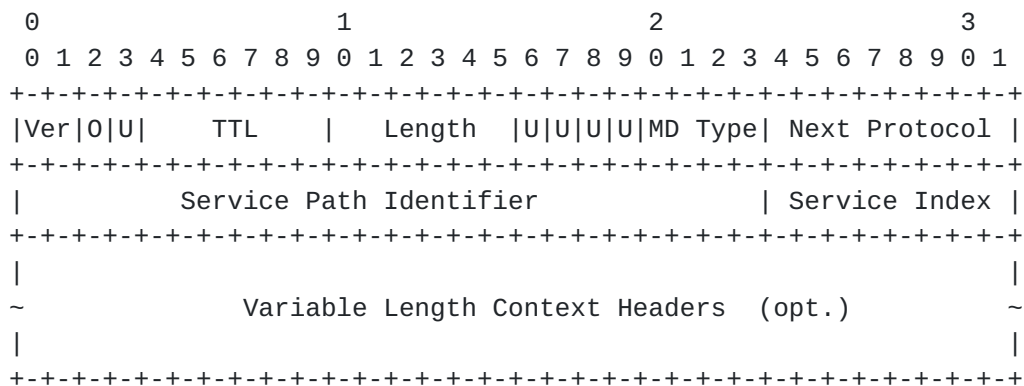 0                   1                   2                   3
 0 1 2 3 4 5 6 7 8 9 0 1 2 3 4 5 6 7 8 9 0 1 2 3 4 5 6 7 8 9 0 1
+-+-+-+-+-+-+-+-+-+-+-+-+-+-+-+-+-+-+-+-+-+-+-+-+-+-+-+-+-+-+-+-+
|Ver|O|U|    TTL    |   Length  |U|U|U|U|MD Type| Next Protocol |
+-+-+-+-+-+-+-+-+-+-+-+-+-+-+-+-+-+-+-+-+-+-+-+-+-+-+-+-+-+-+-+-+
|          Service Path Identifier              | Service Index |
+-+-+-+-+-+-+-+-+-+-+-+-+-+-+-+-+-+-+-+-+-+-+-+-+-+-+-+-+-+-+-+-+
|                                                               |
~              Variable Length Context Headers  (opt.)          ~
|                                                               |
+-+-+-+-+-+-+-+-+-+-+-+-+-+-+-+-+-+-+-+-+-+-+-+-+-+-+-+-+-+-+-+-+